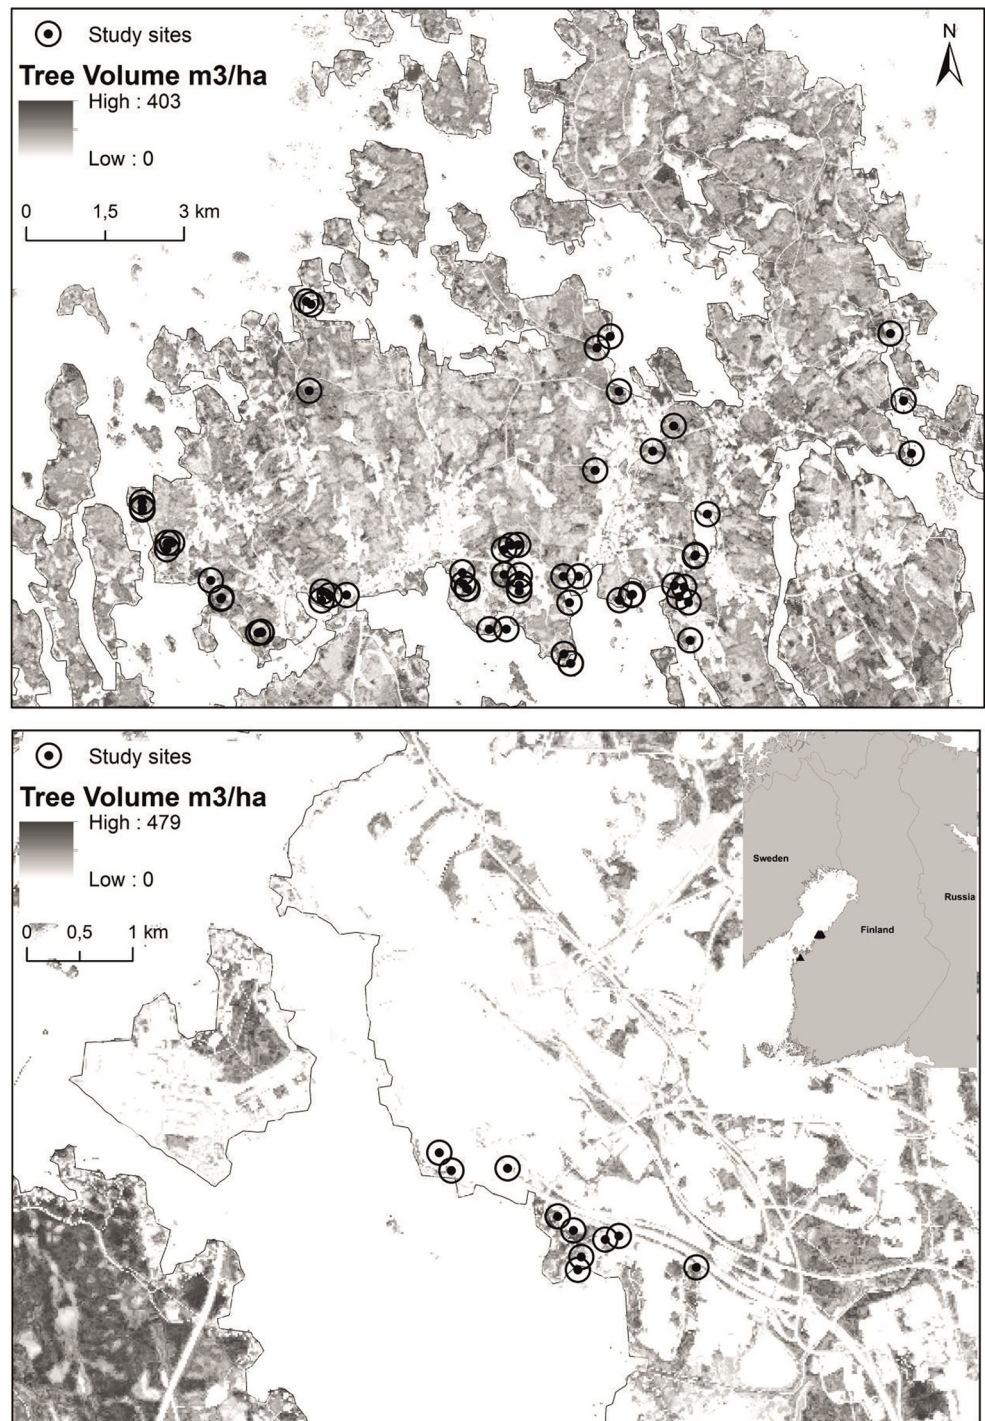 Study sites
N
Tree Volume m3/ha
High : 403
Low : 0
0 1,5 3 km
Study sites
Tree Volume m3/ha
High : 479
Low : 0
0 0,5 1 km
Sweden
Russia
Finland